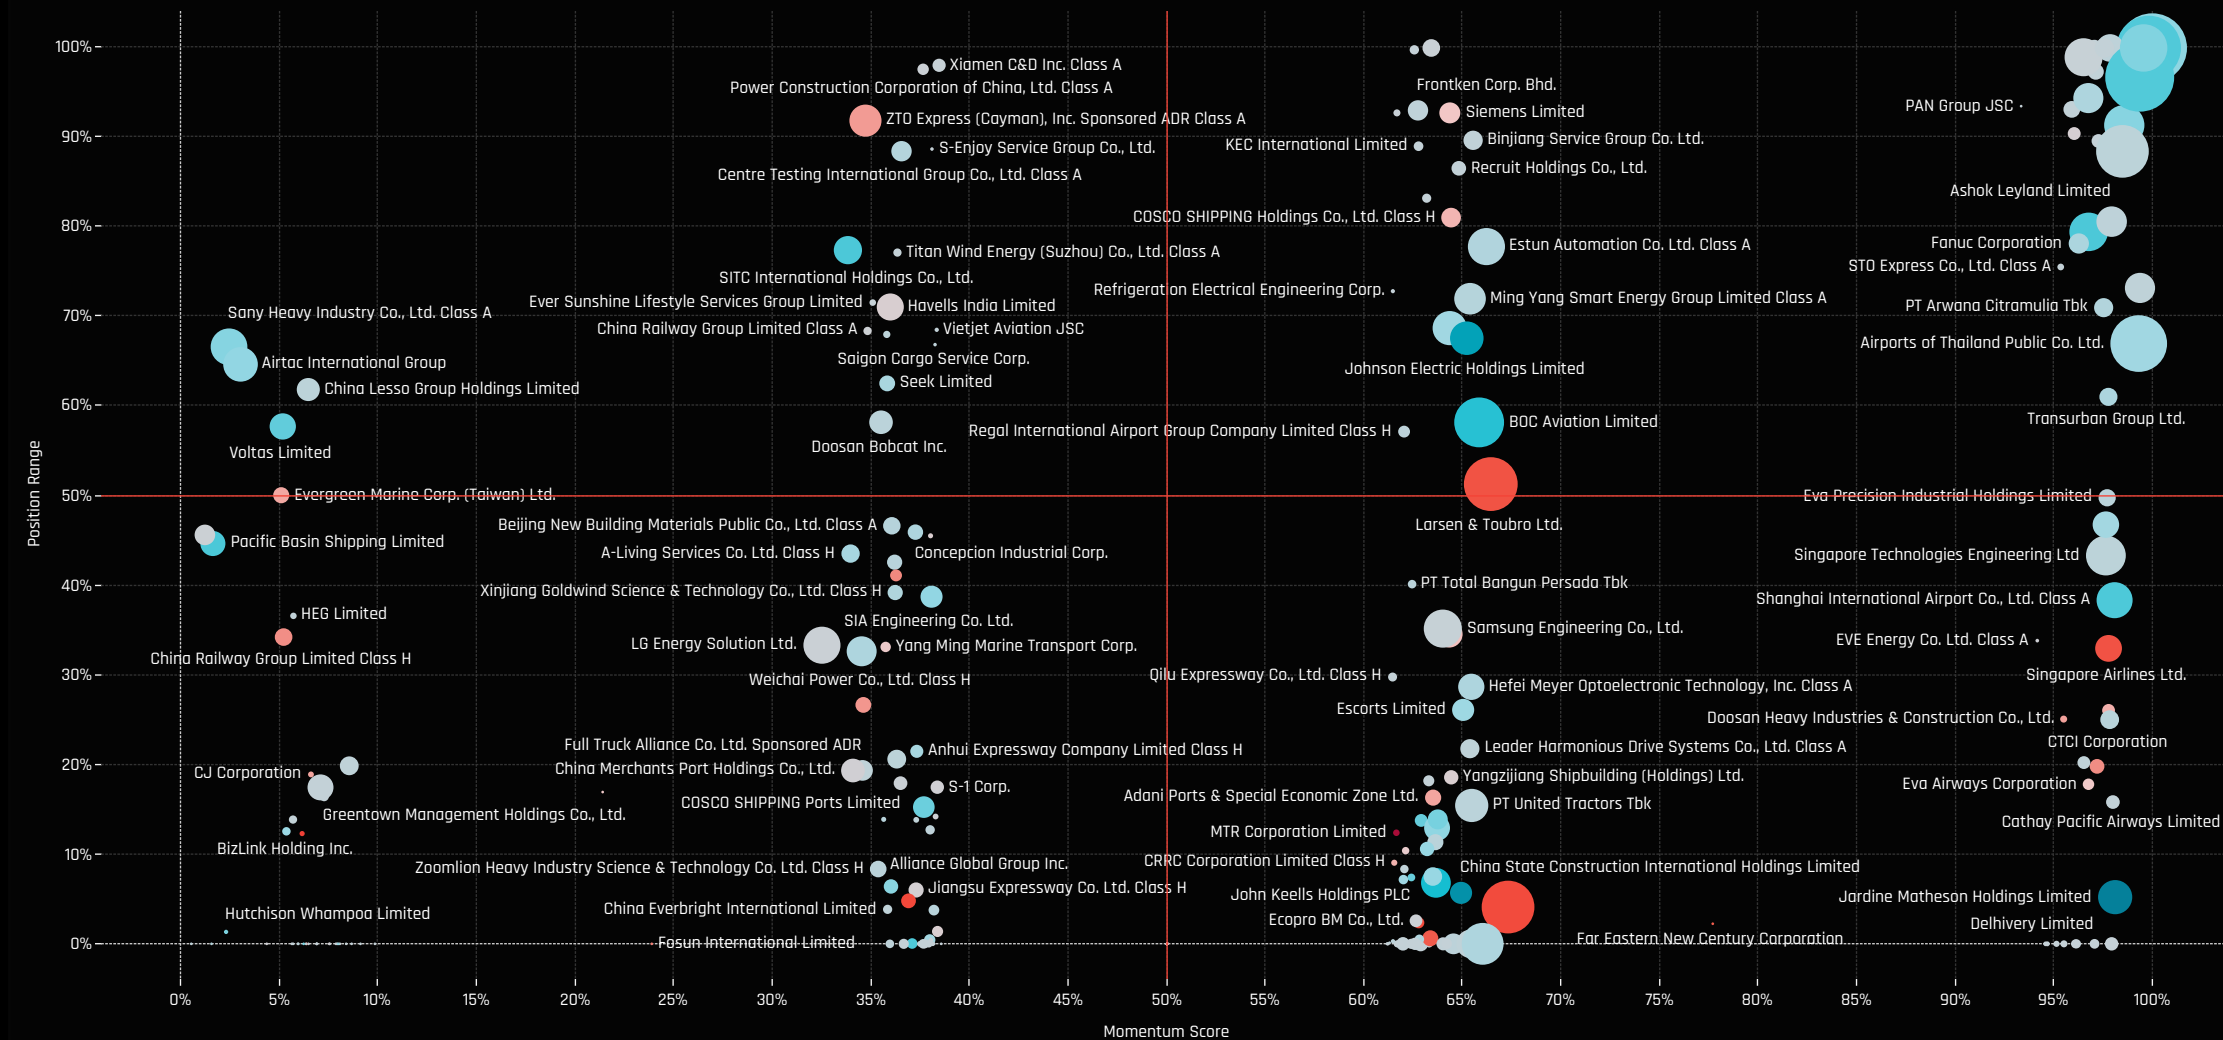 100%
Xiamen C&D Inc. Class A
Power Construction Corporation of China, Ltd. Class A
Frontken Corp. Bhd.
PAN Group JSC
Siemens Limited
ZTO Express (Cayman), Inc. Sponsored ADR Class A
90%
Binjiang Service Group Co. Ltd.
KEC International Limited
S-Enjoy Service Group Co., Ltd.
Recruit Holdings Co., Ltd.
Centre Testing International Group Co., Ltd. Class A
Ashok Leyland Limited
COSCO SHIPPING Holdings Co., Ltd. Class H
80%
Fanuc Corporation
Estun Automation Co. Ltd. Class A
Titan Wind Energy (Suzhou) Co., Ltd. Class A
STO Express Co., Ltd. Class A
SITC International Holdings Co., Ltd.
Refrigeration Electrical Engineering Corp.
Ming Yang Smart Energy Group Limited Class A
Ever Sunshine Lifestyle Services Group Limited
Havells India Limited
PT Arwana Citramulia Tbk
Sany Heavy Industry Co., Ltd. Class A
70%
China Railway Group Limited Class A
Vietjet Aviation JSC
Airports of Thailand Public Co. Ltd.
Saigon Cargo Service Corp.
Airtac International Group
Johnson Electric Holdings Limited
Seek Limited
China Lesso Group Holdings Limited
60%
Transurban Group Ltd.
BOC Aviation Limited
Regal International Airport Group Company Limited Class H
Doosan Bobcat Inc.
Voltas Limited
Position Range
50%
Evergreen Marine Corp. (Taiwan) Ltd.
Eva Precision Industrial Holdings Limited
Beijing New Building Materials Public Co., Ltd. Class A
Larsen & Toubro Ltd.
Pacific Basin Shipping Limited
A-Living Services Co. Ltd. Class H
Concepcion Industrial Corp.
Singapore Technologies Engineering Ltd
40%
PT Total Bangun Persada Tbk
Xinjiang Goldwind Science & Technology Co., Ltd. Class H
Shanghai International Airport Co., Ltd. Class A
HEG Limited
SIA Engineering Co. Ltd.
Samsung Engineering Co., Ltd.
EVE Energy Co. Ltd. Class A
LG Energy Solution Ltd.
Yang Ming Marine Transport Corp.
China Railway Group Limited Class H
30%
Qilu Expressway Co., Ltd. Class H
Singapore Airlines Ltd.
Weichai Power Co., Ltd. Class H
Hefei Meyer Optoelectronic Technology, Inc. Class A
Escorts Limited
Doosan Heavy Industries & Construction Co., Ltd.
CTCI Corporation
Full Truck Alliance Co. Ltd. Sponsored ADR
Anhui Expressway Company Limited Class H
Leader Harmonious Drive Systems Co., Ltd. Class A
20%
China Merchants Port Holdings Co., Ltd.
CJ Corporation
Yangzijiang Shipbuilding (Holdings) Ltd.
Eva Airways Corporation
S-1 Corp.
Adani Ports & Special Economic Zone Ltd.
COSCO SHIPPING Ports Limited
PT United Tractors Tbk
Greentown Management Holdings Co., Ltd.
Cathay Pacific Airways Limited
MTR Corporation Limited
BizLink Holding Inc.
10%
CRRC Corporation Limited Class H
Alliance Global Group Inc.
Zoomlion Heavy Industry Science & Technology Co. Ltd. Class H
China State Construction International Holdings Limited
Jiangsu Expressway Co. Ltd. Class H
John Keells Holdings PLC
Jardine Matheson Holdings Limited
China Everbright International Limited
Hutchison Whampoa Limited
Ecopro BM Co., Ltd.
Delhivery Limited
Far Eastern New Century Corporation
0%
Fosun International Limited
0% 5% 10% 15% 20% 25% 30% 35% 40% 45% 50% 55% 60% 65% 70% 75% 80% 85% 90% 95% 100%
Momentum Score